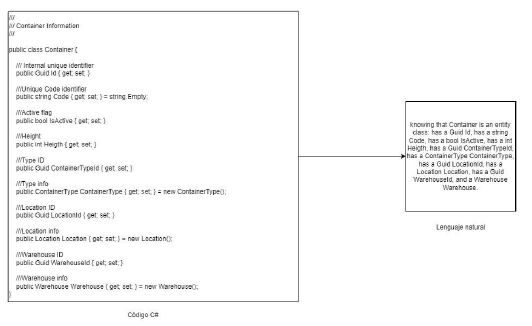 ///
/// Container Information
///
public class Container {
/// Internal unique identifier
public Guid Id { get; set; }
///Unique Code identifier
public string Code { get; set; } = string.Empty;
///Active flag
public bool IsActive { get; set; }
///Height
public int Heigth { get; set; }
///Type ID
public Guid ContainerTypeId { get; set; }
///Type info
public ContainerType ContainerType { get; set; } = new ContainerType();
///Location ID
public Guid LocationId { get; set; }
///Location info
public Location Location { get; set; } = new Location();
///Warehouse ID
public Guid WarehouseId { get; set; }
///Warehouse info
public Warehouse Warehouse { get; set; } = new Warehouse();
}
Código C#
knowing that Container is an entity
class: has a Guid Id, has a string
Code, has a bool IsActive, has a int
Heigth, has a Guid ContainerTypeId,
has a ContainerType ContainerType,
has a Guid LocationId, has a
Location Location, has a Guid
WarehouseId, and a Warehouse
Warehouse.
Lenguaje natural